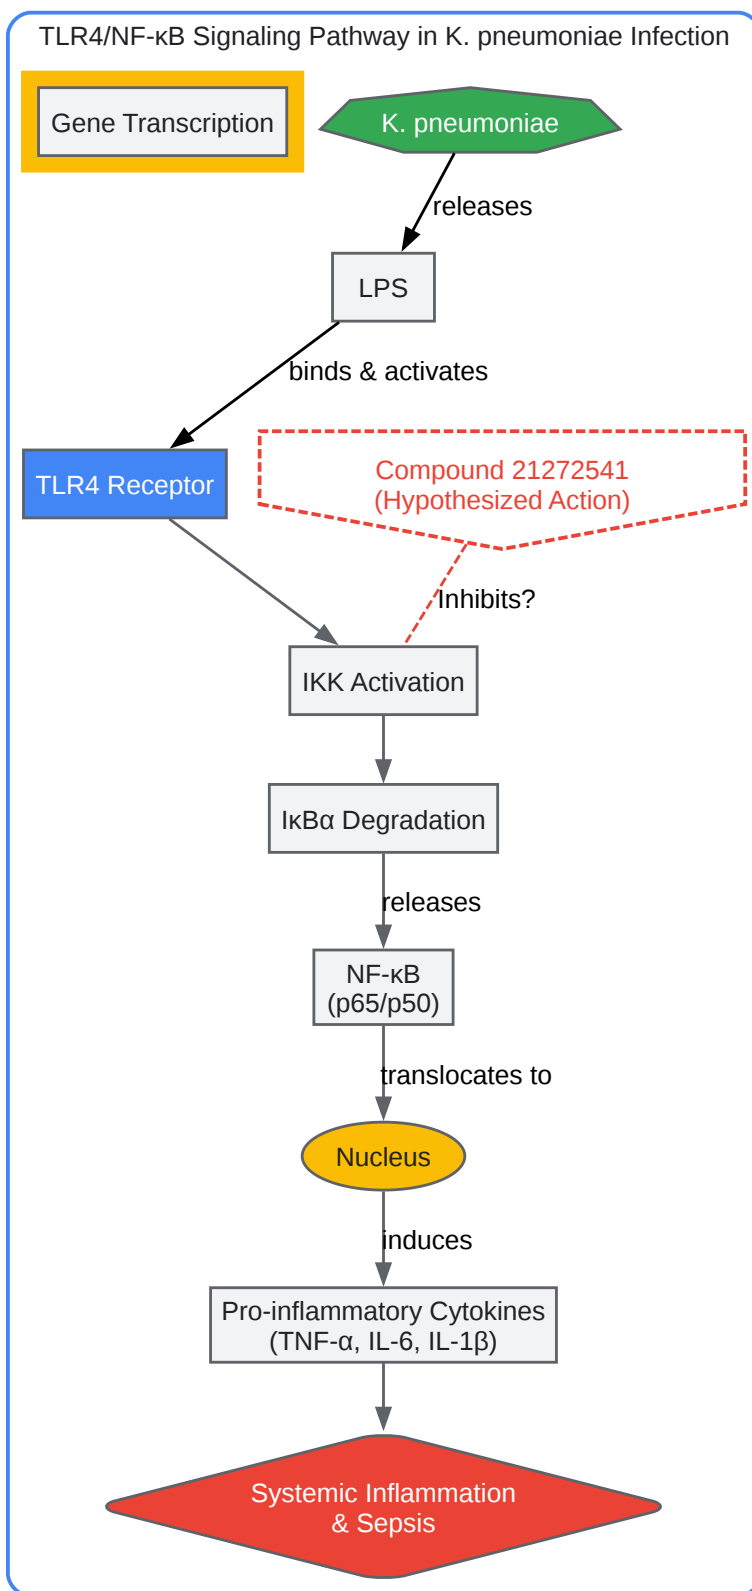 TLR4/NF-κB Signaling Pathway in K. pneumoniae Infection
Gene Transcription
K. pneumoniae
releases
LPS
binds & activates
TLR4 Receptor
Compound 21272541
(Hypothesized Action)
Inhibits?
IKK Activation
IκBα Degradation
releases
NF-κB
(p65/p50)
translocates to
Nucleus
induces
Pro-inflammatory Cytokines
(TNF-α, IL-6, IL-1β)
Systemic Inflammation
& Sepsis